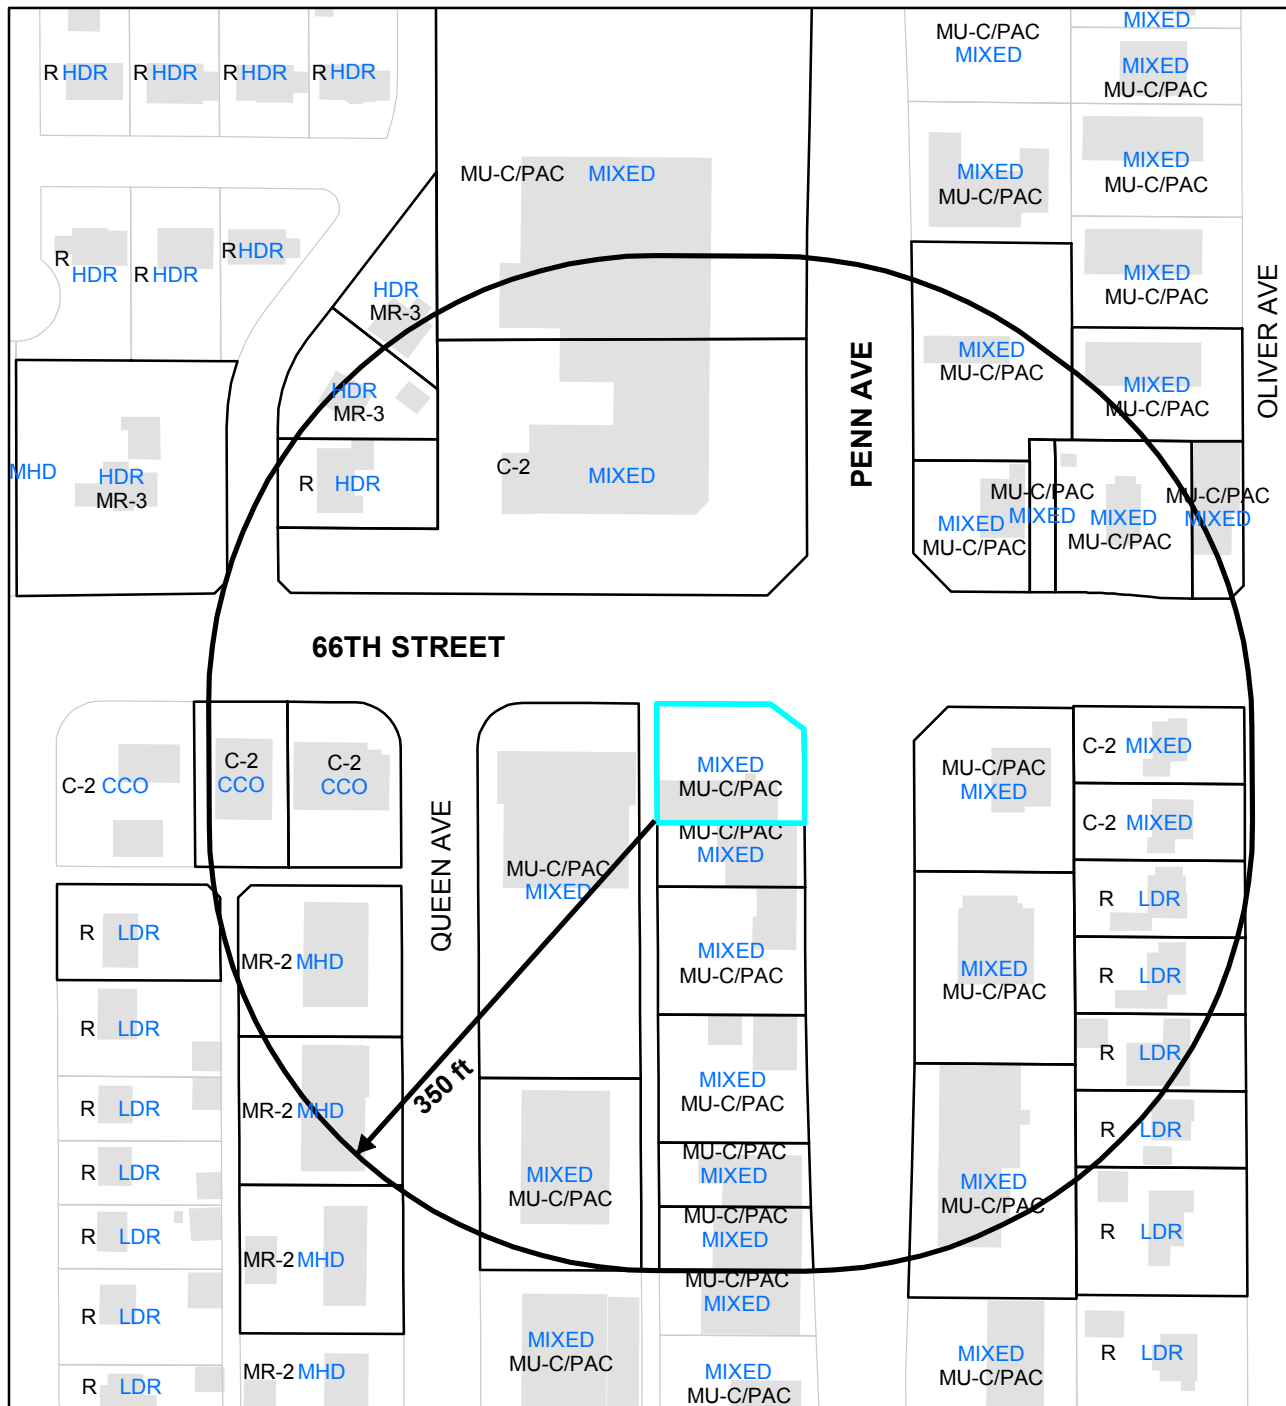 R HDR
R HDR
R HDR
R HDR
MU-C/PAC
MIXED
MIXED
MIXED
MU-C/PAC
MU-C/PAC MIXED
MIXED
MU-C/PAC
MIXED
MU-C/PAC
R
HDR
R HDR
R HDR
HDR
MR-3
MIXED
MU-C/PAC
OLIVER AVE
HDR
MR-3
PENN AVE
MIXED
MU-C/PAC
MIXED
MU-C/PAC
MHD
HDR
MR-3
R HDR
C-2
MIXED
MIXED
MU-C/PAC
MU-C/PAC
MIXED
MIXED
MU-C/PAC
MU-C/PAC
MIXED
66TH STREET
C-2 CCO
C-2
CCO
C-2
CCO
QUEEN AVE
MU-C/PAC
MIXED
MIXED
MU-C/PAC
MU-C/PAC
MIXED
MU-C/PAC
MIXED
C-2 MIXED
C-2 MIXED
R LDR
R LDR
MR-2 MHD
MIXED
MU-C/PAC
MIXED
MU-C/PAC
R LDR
R LDR
R LDR
350 ft
R LDR
MR-2 MHD
MIXED
MU-C/PAC
R LDR
R LDR
MIXED
MU-C/PAC
MU-C/PAC
MIXED
MIXED
MU-C/PAC
R LDR
MR-2 MHD
MU-C/PAC
MIXED
R LDR
R LDR
MIXED
MU-C/PAC
MU-C/PAC
MIXED
MIXED
MU-C/PAC
R LDR
R LDR
MR-2 MHD
MIXED
MU-C/PAC